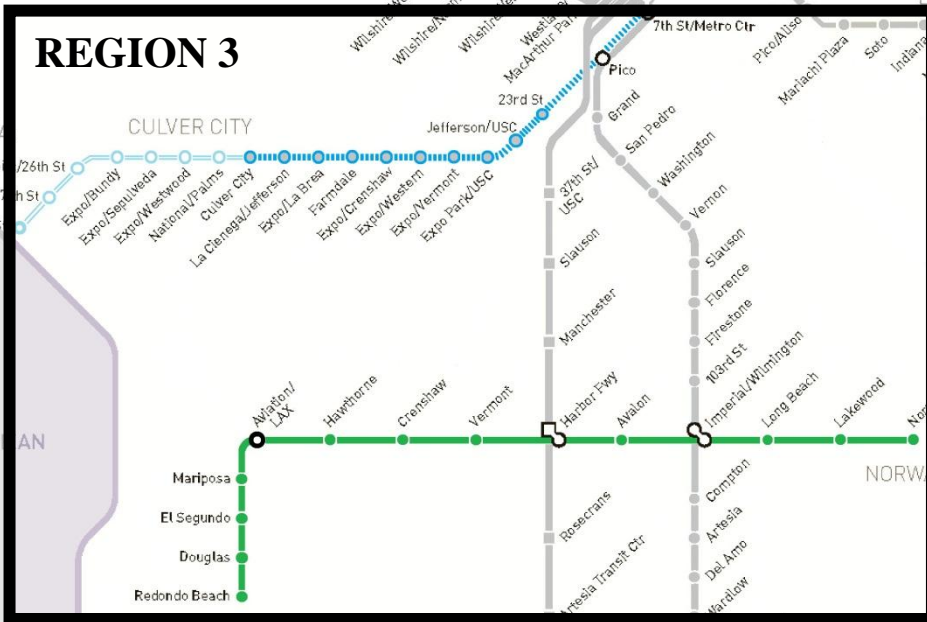 REGION 3
7th St/Metro Ctr
Pico/Aliso
Mariachi Plaza
Soto
Indiana
Pico
23rd St
Jefferson/USC
CULVER CITY
/26th St
Expo/Bundy
Expo/Sepulveda
Expo/Westwood
National/Palms
Culver City
La Cienega/Jefferson
Expo/La Brea
Farmdale
Expo/Crenshaw
Expo/Western
Expo/Vermont
Expo Park/USC
Grand
San Pedro
Washington
Vernon
37th St/
USC
Slauson
Manchester
Slauson
Florence
Firestone
103rd St
Imperial/Wilmington
Aviation/
LAX
Hawthorne
Crenshaw
Vermont
Harbor Fwy
Avalon
Long Beach
Lakewood
Mariposa
El Segundo
Douglas
Redondo Beach
Rosecrans
Artesia Transit Ctr
Compton
Artesia
Del Amo
Wardlow